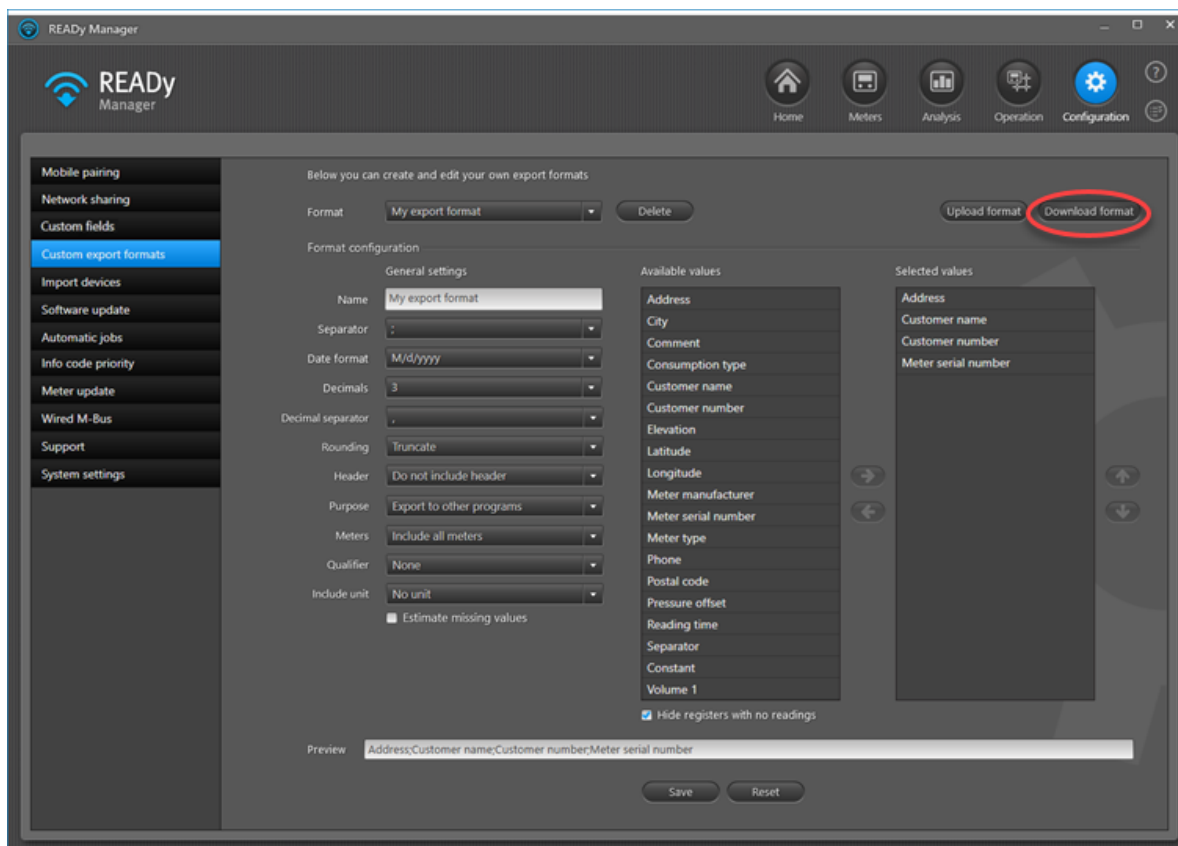 READy Manager
READy
Manager
Home
Meters
Analysis
Operation
Configuration
Mobile pairing
Network sharing
Custom fields
Custom export formats
Import devices
Software update
Automatic jobs
Info code priority
Meter update
Wired M-Bus
Support
System settings
Below you can create and edit your own export formats
Format My export format Delete Upload format Download format
Format configuration
General settings
Name My export format
Separator ;
Date format M/d/yyyy
Decimals 3
Decimal separator ,
Rounding Truncate
Header Do not include header
Purpose Export to other programs
Meters Include all meters
Qualifier None
Include unit No unit
Estimate missing values
Available values
Address
City
Comment
Consumption type
Customer name
Customer number
Elevation
Latitude
Longitude
Meter manufacturer
Meter serial number
Meter type
Phone
Postal code
Pressure offset
Reading time
Separator
Constant
Volume 1
Hide registers with no readings
Selected values
Address
Customer name
Customer number
Meter serial number
Preview Address;Customer name;Customer number;Meter serial number
Save Reset